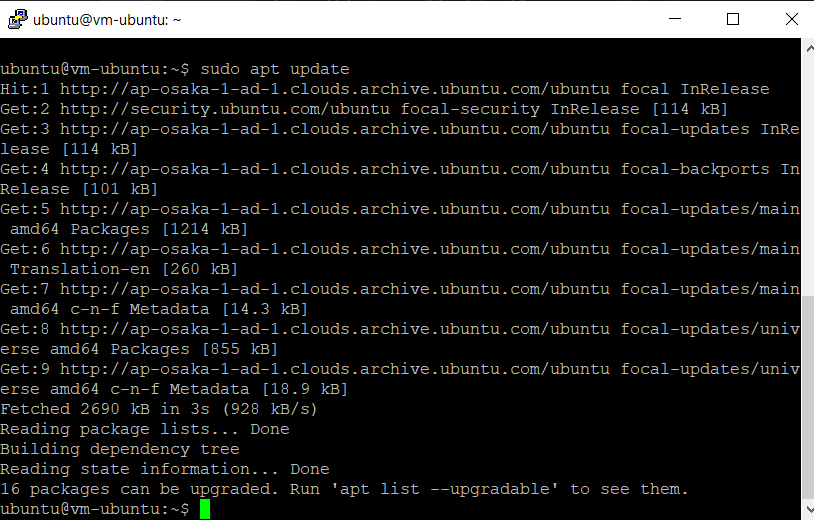 ubuntu@vm-ubuntu: ~
ubuntu@vm-ubuntu:~$ sudo apt update
Hit:1 http://ap-osaka-1-ad-1.clouds.archive.ubuntu.com/ubuntu focal InRelease
Get:2 http://security.ubuntu.com/ubuntu focal-security InRelease [114 kB]
Get:3 http://ap-osaka-1-ad-1.clouds.archive.ubuntu.com/ubuntu focal-updates InRe
lease [114 kB]
Get:4 http://ap-osaka-1-ad-1.clouds.archive.ubuntu.com/ubuntu focal-backports In
Release [101 kB]
Get:5 http://ap-osaka-1-ad-1.clouds.archive.ubuntu.com/ubuntu focal-updates/main
 amd64 Packages [1214 kB]
Get:6 http://ap-osaka-1-ad-1.clouds.archive.ubuntu.com/ubuntu focal-updates/main
 Translation-en [260 kB]
Get:7 http://ap-osaka-1-ad-1.clouds.archive.ubuntu.com/ubuntu focal-updates/main
 amd64 c-n-f Metadata [14.3 kB]
Get:8 http://ap-osaka-1-ad-1.clouds.archive.ubuntu.com/ubuntu focal-updates/univ
erse amd64 Packages [855 kB]
Get:9 http://ap-osaka-1-ad-1.clouds.archive.ubuntu.com/ubuntu focal-updates/univ
erse amd64 c-n-f Metadata [18.9 kB]
Fetched 2690 kB in 3s (928 kB/s)
Reading package lists... Done
Building dependency tree
Reading state information... Done
16 packages can be upgraded. Run 'apt list --upgradable' to see them.
ubuntu@vm-ubuntu:~$